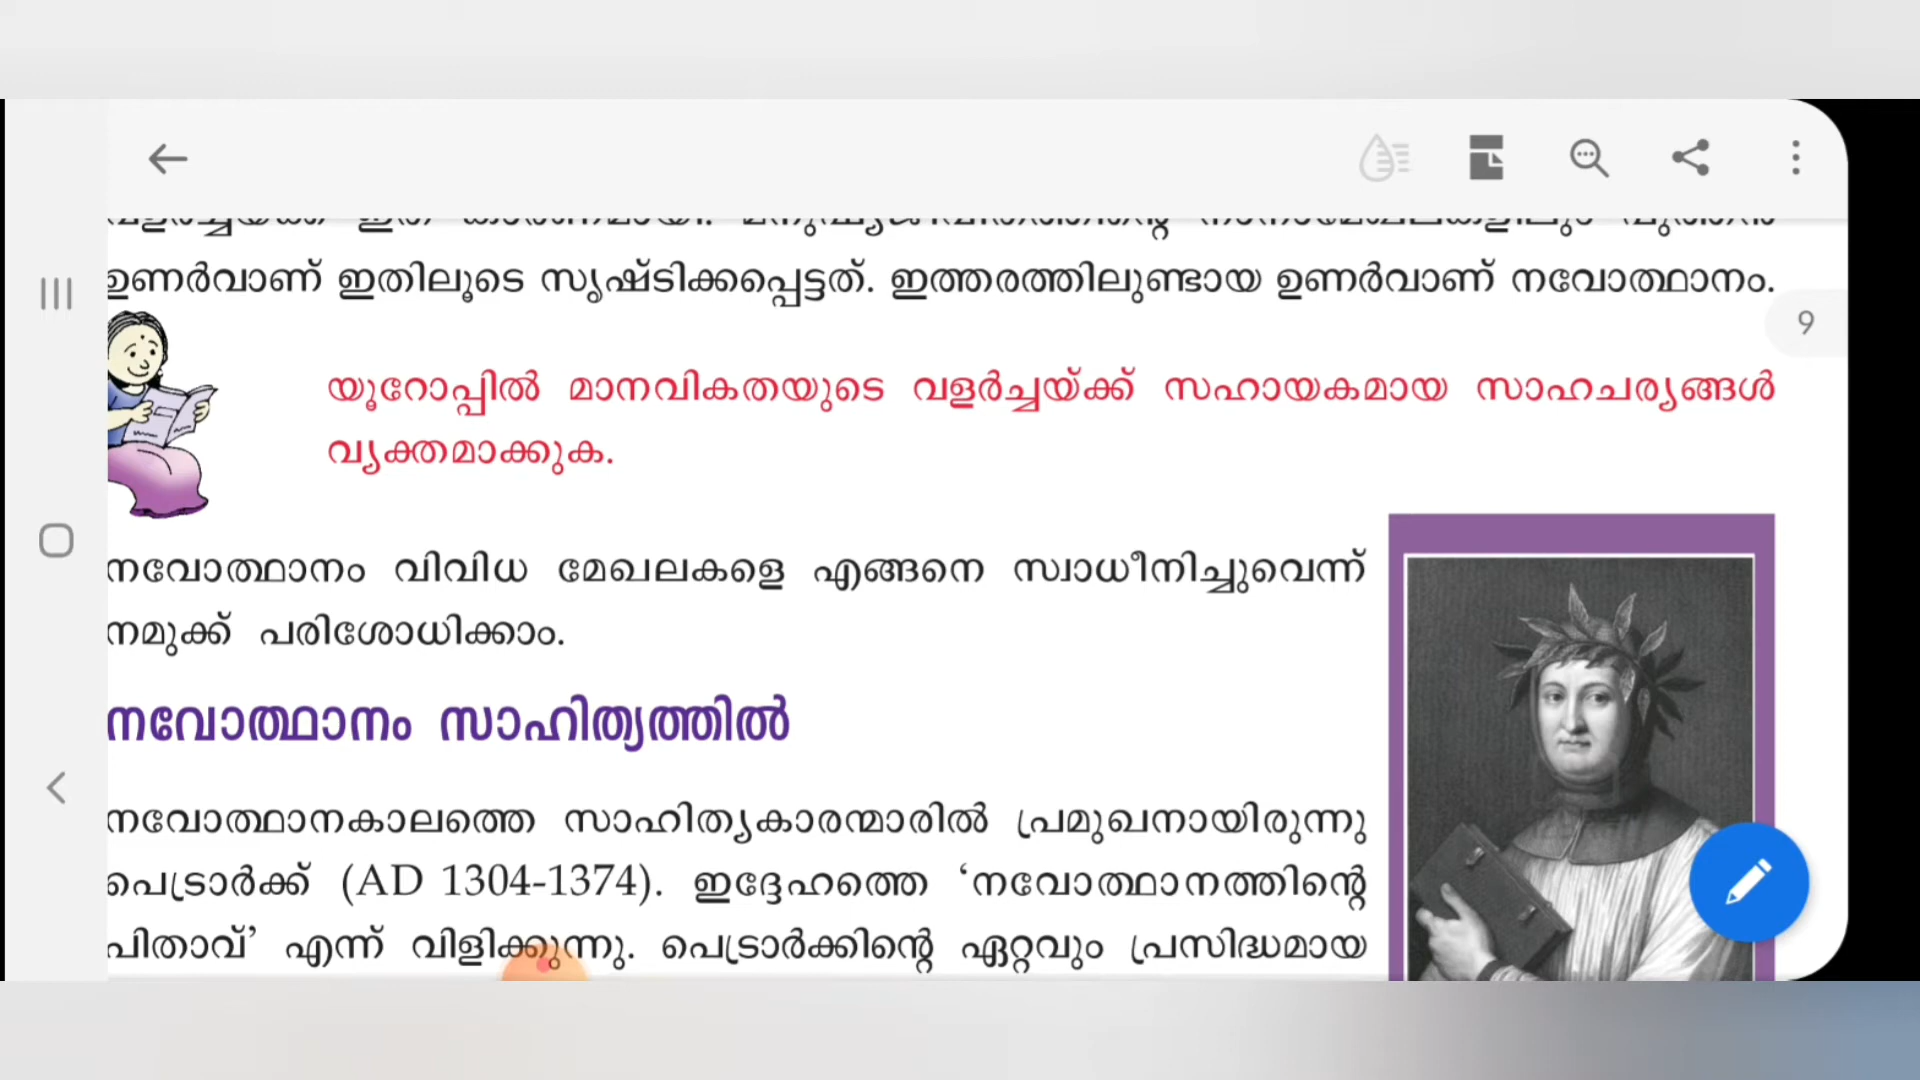 ഉണർവാണ് ഇതിലൂടെ സൃഷ്ടിക്കപ്പെട്ടത്. ഇത്തരത്തിലുണ്ടായ ഉണർവാണ് നവോത്ഥാനം.
9
യൂറോപ്പിൽ മാനവികതയുടെ വളർച്ചയ്ക്ക് സഹായകമായ സാഹചര്യങ്ങൾ
വ്യക്തമാക്കുക.
നവോത്ഥാനം വിവിധ മേഖലകളെ എങ്ങനെ സ്വാധീനിച്ചുവെന്ന്
നമുക്ക് പരിശോധിക്കാം.
നവോത്ഥാനം സാഹിത്യത്തിൽ
നവോത്ഥാനകാലത്തെ സാഹിത്യകാരന്മാരിൽ പ്രമുഖനായിരുന്നു
പെട്രാർക്ക് (AD 1304-1374). ഇദ്ദേഹത്തെ ‘നവോത്ഥാനത്തിന്റെ
പിതാവ്’ എന്ന് വിളിക്കുന്നു. പെട്രാർക്കിന്റെ ഏറ്റവും പ്രസിദ്ധമായ